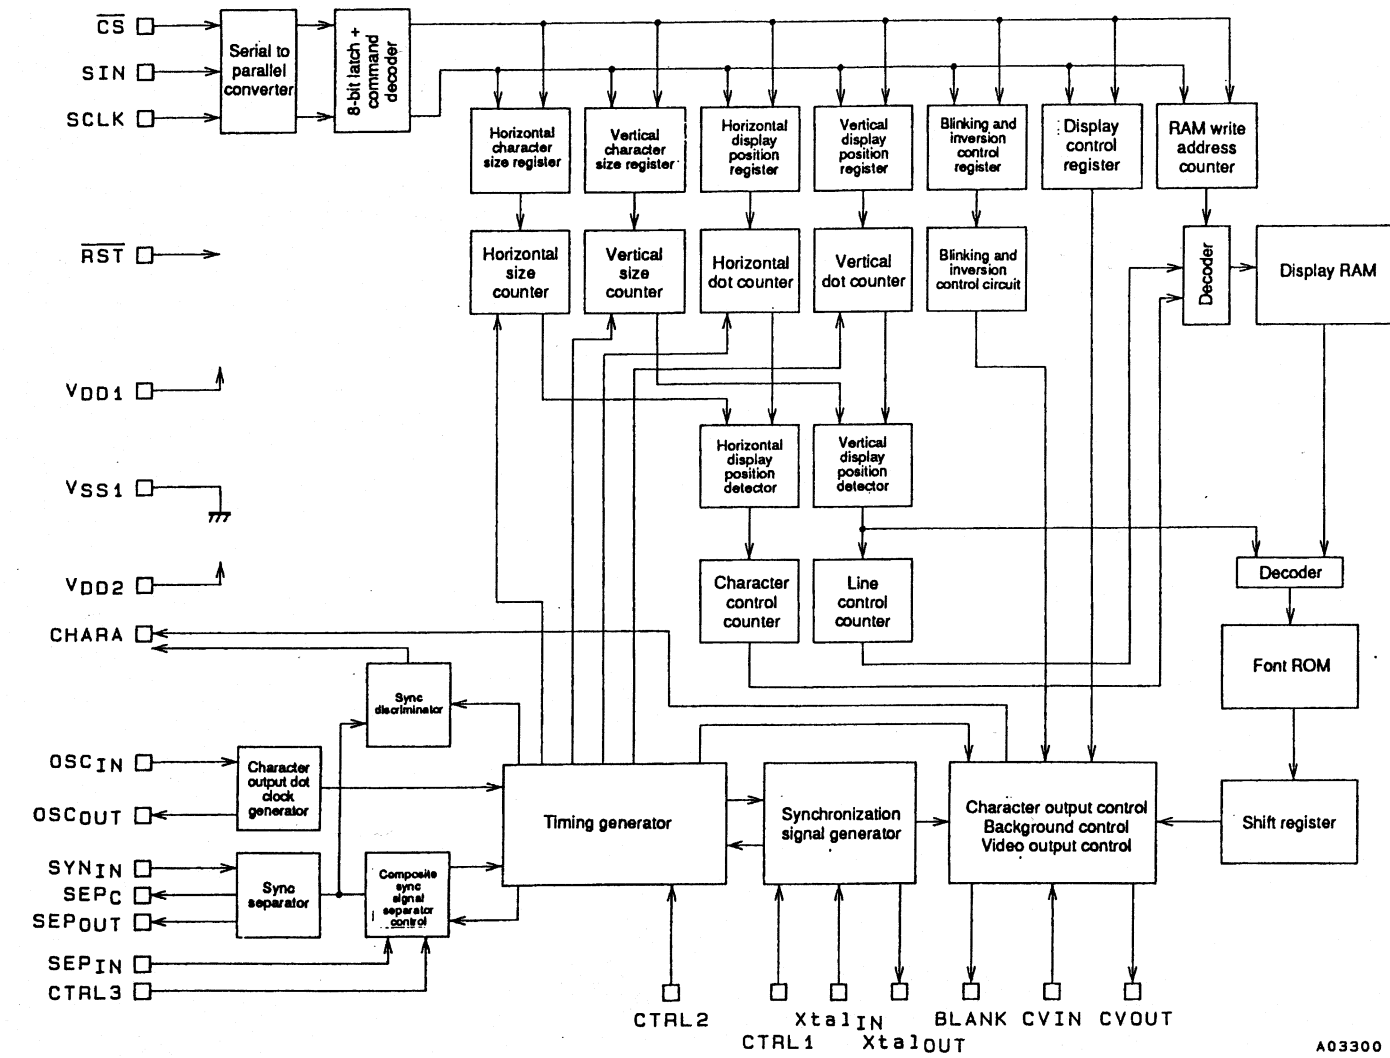 CS
SIN
SCLK
Serial to
parallel
converter
8-bit latch +
command
decoder
Horizontal
character
size register
Vertical
character
size register
Horizontal
display
position
register
Vertical
display
position
register
Blinking and
inversion
control
register
Display
control
register
RAM write
address
counter
RST
Horizontal
size
counter
Vertical
size
counter
Horizontal
dot counter
Vertical
dot counter
Blinking and
inversion
control circuit
Decoder
Display RAM
VDD1
VSS1
VDD2
Horizontal
display
position
detector
Vertical
display
position
detector
Character
control
counter
Line
control
counter
Decoder
Font ROM
CHARA
Sync
discriminator
OSCIN
OSCOUT
Character
output dot
clock
generator
Timing generator
Synchronization
signal generator
Character output control
Background control
Video output control
Shift register
SYNIN
SEPC
SEPOUT
SEPIN
CTRL3
Sync
separator
Composite
sync
signal
separator
control
CTRL2
CTRL1
XtalIN
XtalOUT
BLANK
CVIN
CVOUT
A03300